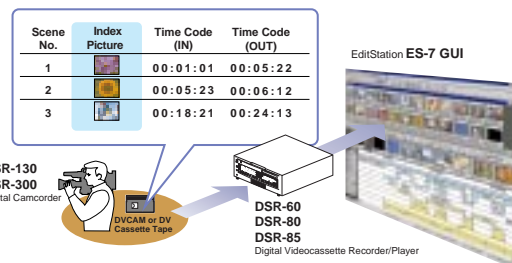 Scene No. Index Picture Time Code (IN) Time Code (OUT)
1 00:01:01 00:05:22
2 00:05:23 00:06:12
3 00:18:21 00:24:13
EditStation ES-7 GUI
SR-130
SR-300
ital Camcorder
DVCAM or DV
Cassette Tape
DSR-60
DSR-80
DSR-85
Digital Videocassette Recorder/Player